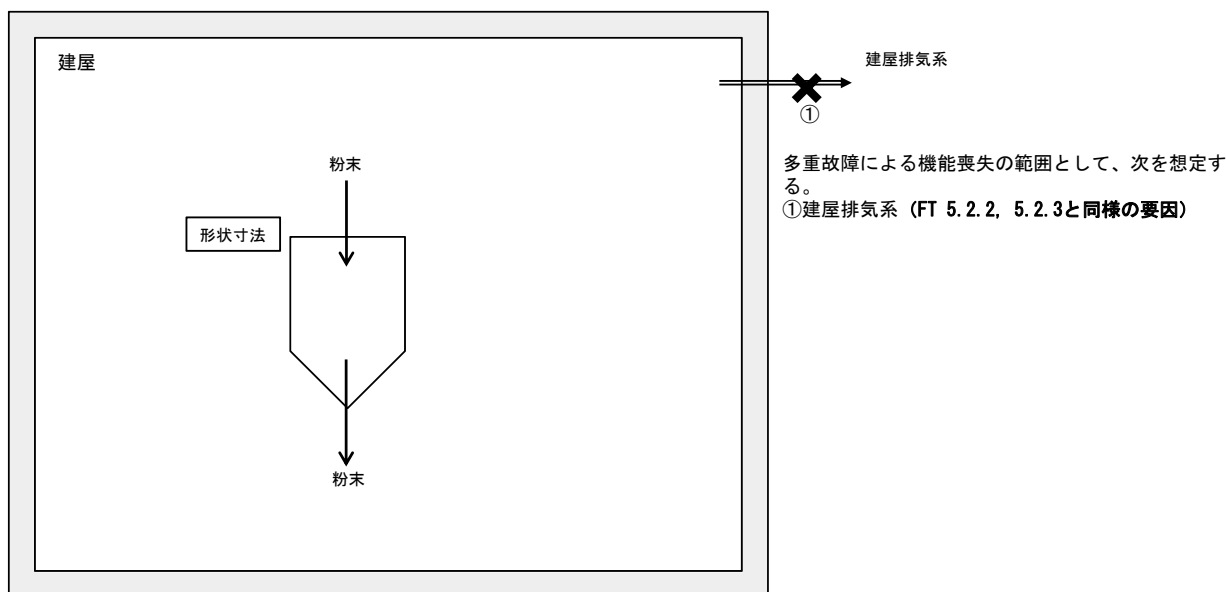 建屋
建屋排気系
①
多重故障による機能喪失の範囲として、次を想定す
る。
①建屋排気系 (FT 5.2.2, 5.2.3と同様の要因)
粉末
形状寸法
粉末